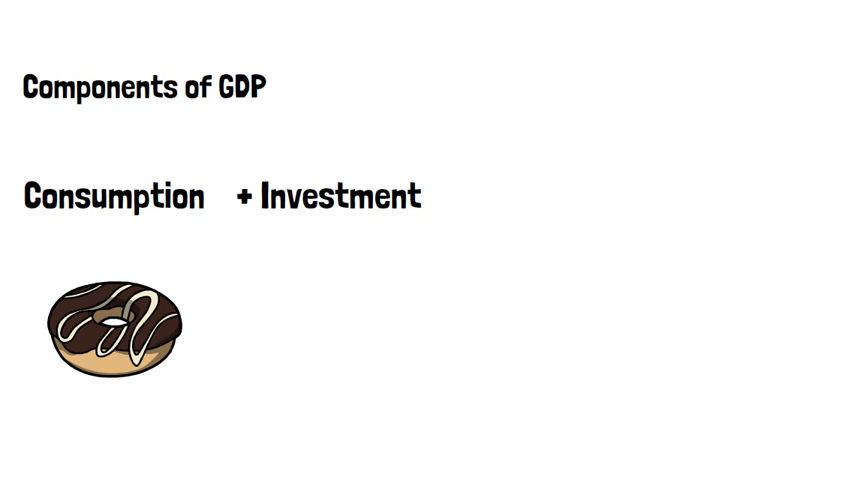 Components of GDP
Consumption + Investment